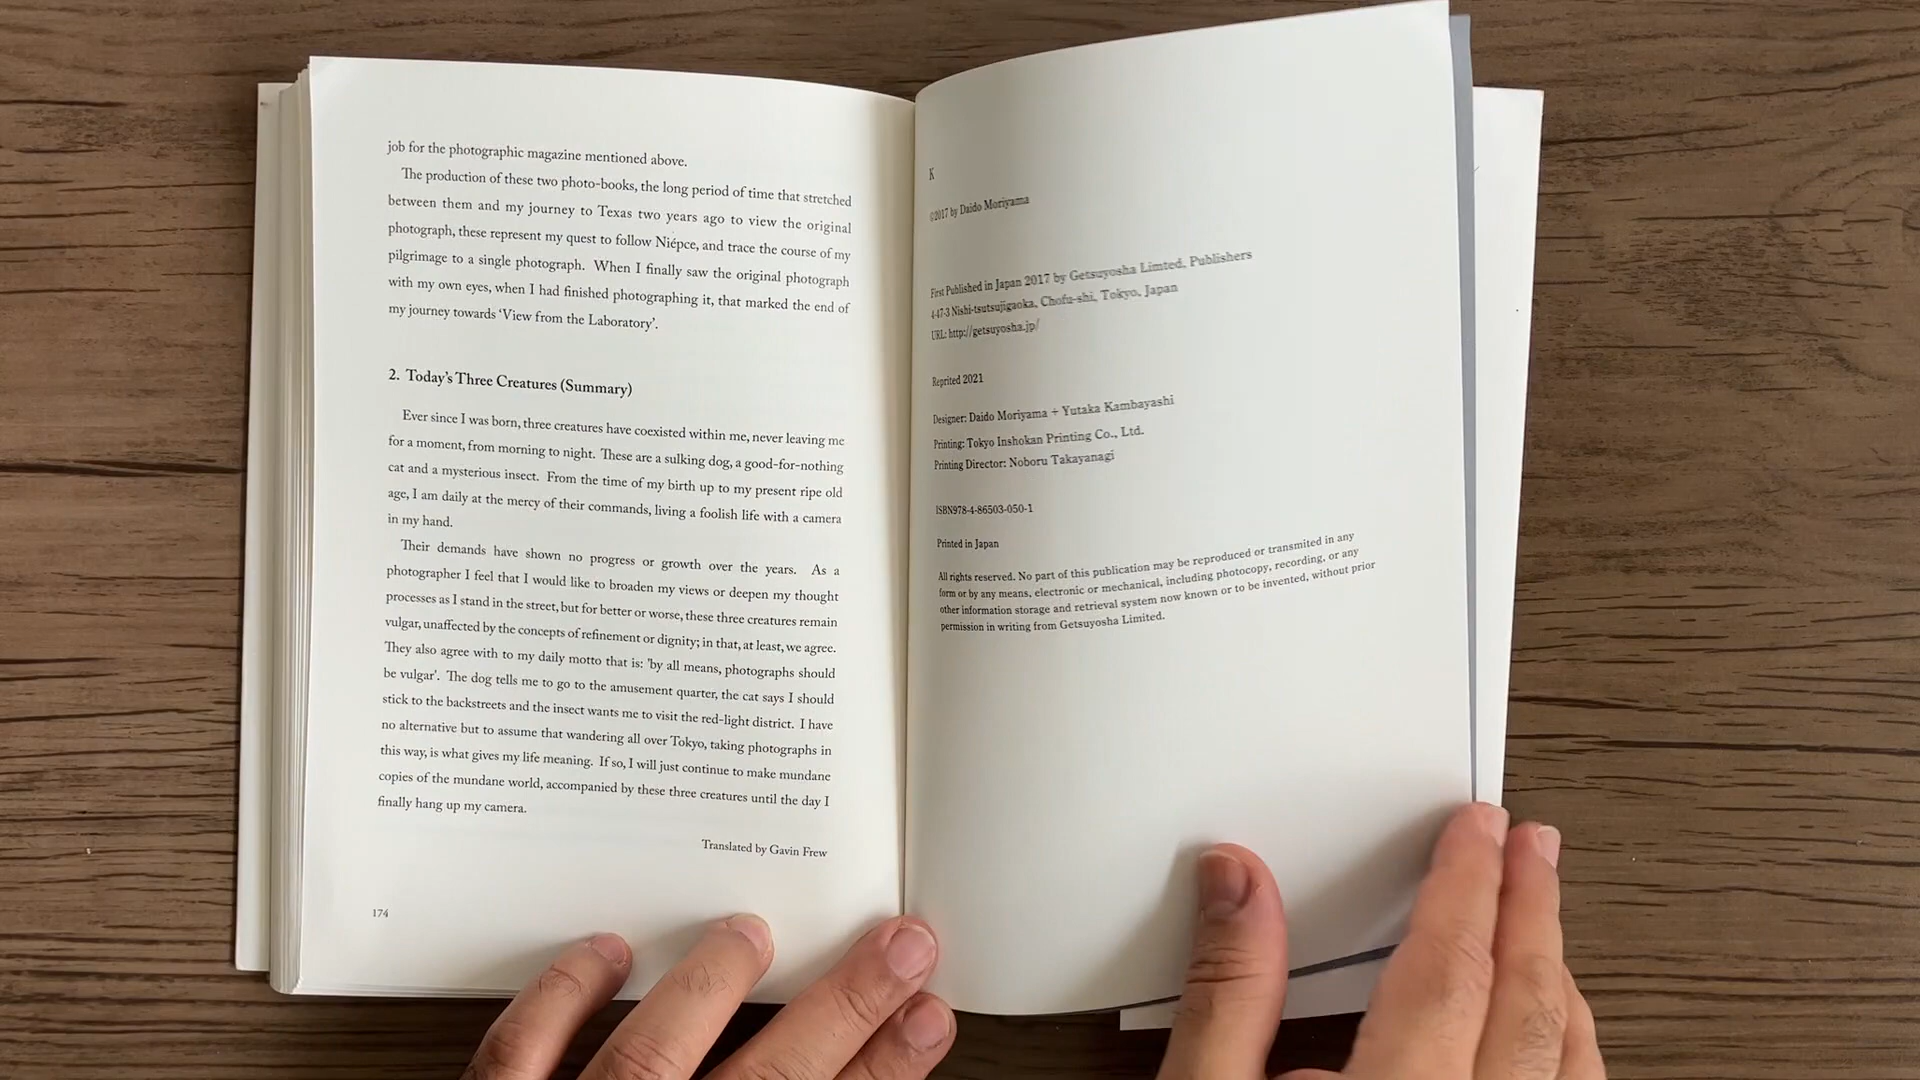 job for the photographic magazine mentioned above.
The production of these two photo-books, the long period of time that stretched
between them and my journey to Texas two years ago to view the original
photograph, these represent my quest to follow Niépce, and trace the course of my
pilgrimage to a single photograph. When I finally saw the original photograph
with my own eyes, when I had finished photographing it, that marked the end of
my journey towards ‘View from the Laboratory’.
2. Today’s Three Creatures (Summary)
Ever since I was born, three creatures have coexisted within me, never leaving me
for a moment, from morning to night. These are a sulking dog, a good-for-nothing
cat and a mysterious insect. From the time of my birth up to my present ripe old
age, I am daily at the mercy of their commands, living a foolish life with a camera
in my hand.
Their demands have shown no progress or growth over the years. As a
photographer I feel that I would like to broaden my views or deepen my thought
processes as I stand in the street, but for better or worse, these three creatures remain
vulgar, unaffected by the concepts of refinement or dignity; in that, at least, we agree.
They also agree with to my daily motto that is: 'by all means, photographs should
be vulgar'. The dog tells me to go to the amusement quarter, the cat says I should
stick to the backstreets and the insect wants me to visit the red-light district. I have
no alternative but to assume that wandering all over Tokyo, taking photographs in
this way, is what gives my life meaning. If so, I will just continue to make mundane
copies of the mundane world, accompanied by these three creatures until the day I
finally hang up my camera.
Translated by Gavin Frew
174
K
©2017 by Daido Moriyama
First Published in Japan 2017 by Getsuyosha Limted, Publishers
4-47-3 Nishi-tsutsujigaoka, Chofu-shi, Tokyo, Japan
URL: http://getsuyosha.jp/
Reprited 2021
Designer: Daido Moriyama + Yutaka Kambayashi
Printing: Tokyo Inshokan Printing Co., Ltd.
Printing Director: Noboru Takayanagi
ISBN978-4-86503-050-1
Printed in Japan
All rights reserved. No part of this publication may be reproduced or transmited in any
form or by any means, electronic or mechanical, including photocopy, recording, or any
other information storage and retrieval system now known or to be invented, without prior
permission in writing from Getsuyosha Limited.